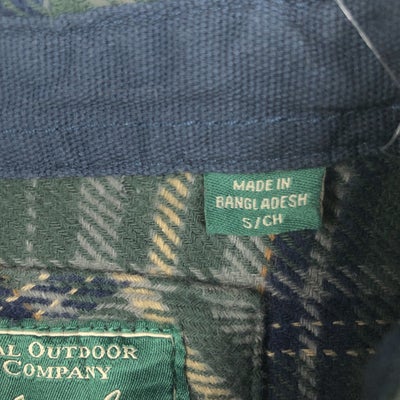 MADE IN
BANGLADESH
S/CH
AL OUTDOOR
COMPANY